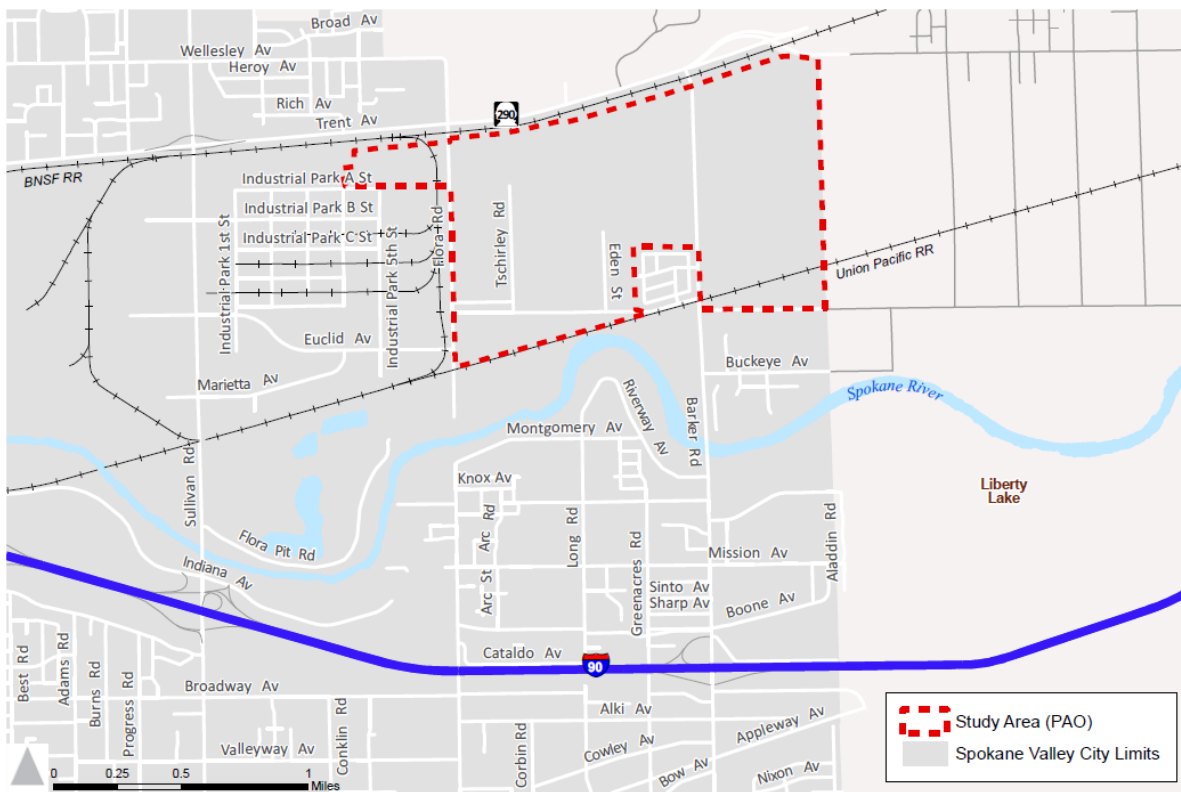 Broad Av
Wellesley Av
Heroy Av
Rich Av
Trent Av
290
BNSF RR
Industrial Park A St
Industrial Park B St
Industrial Park C St
Industrial Park 1st St
Industrial Park 5th St
Flora Rd
Tschirley Rd
Eden St
Union Pacific RR
Euclid Av
Marietta Av
Buckeye Av
Spokane River
Riverway Av
Barker Rd
Montgomery Av
Knox Av
Sullivan Rd
Liberty
Lake
Flora Pit Rd
Arc St
Arc Rd
Long Rd
Greenacres Rd
Mission Av
Aladdin Rd
Indiana Av
Sinto Av
Sharp Av
Boone Av
Cataldo Av
90
Best Rd
Adams Rd
Burns Rd
Progress Rd
Broadway Av
Conklin Rd
Corbin Rd
Alki Av
Appleway Av
Valleyway Av
Cowley Av
Bow Av
Nixon Av
Study Area (PAO)
Spokane Valley City Limits
0 0.25 0.5 1
Miles